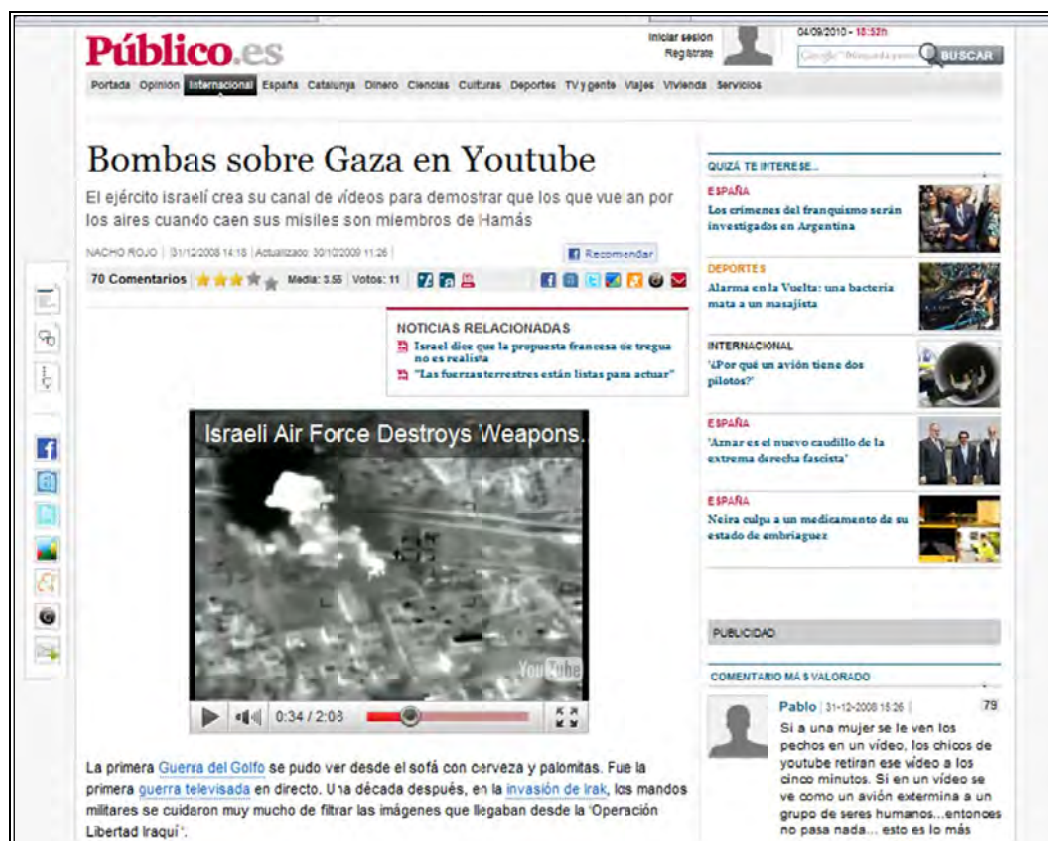 Público.es
Iniciar sesion
Regístrate
04/09/2010 - 18:52h
Google
BUSCAR
Portada Opinión Internacional España Catalunya Dinero Ciencias Culturas Deportes TV y gente Viajes Vivienda Servicios
Bombas sobre Gaza en Youtube
El ejército israelí crea su canal de vídeos para demostrar que los que vue an por
los aires cuando caen sus misiles son miembros de Hamás
NACHO ROJO | 31/12/2008 14:18 | Actualizado: 30/10/2009 11:26 |
Recomendar
70 Comentarios Media: 3.55 Votos: 11
NOTICIAS RELACIONADAS
Israel dice que la propuesta francesa de tregua
no es realista
"Las fuerzas terrestres están listas para actuar"
Israeli Air Force Destroys Weapons.
YouTube
0:34 / 2:03
La primera Guerra del Golfo se pudo ver desde el sofá con cerveza y palomitas. Fue la
primera guerra televisada en directo. Una década después, en la invasión de Irak, los mandos
militares se cuidaron muy mucho de filtrar las imágenes que llegaban desde la 'Operación
Libertad Iraquí'.
QUIZÁ TE INTERESE...
ESPAÑA
Los crímenes del franquismo serán
investigados en Argentina
DEPORTES
Alarma en la Vuelta: una bacteria
mata a un masajista
INTERNACIONAL
'¿Por qué un avión tiene dos
pilotos?'
ESPAÑA
'Aznar es el nuevo caudillo de la
extrema derecha fascista'
ESPAÑA
Neira culpa a un medicamento de su
estado de embriaguez
PUBLICIDAD
COMENTARIO MÁS VALORADO
Pablo | 31-12-2008 15:26 | 79
Si a una mujer se le ven los
pechos en un vídeo, los chicos de
youtube retiran ese vídeo a los
cinco minutos. Si en un vídeo se
ve como un avión extermina a un
grupo de seres humanos...entonces
no pasa nada... esto es lo más